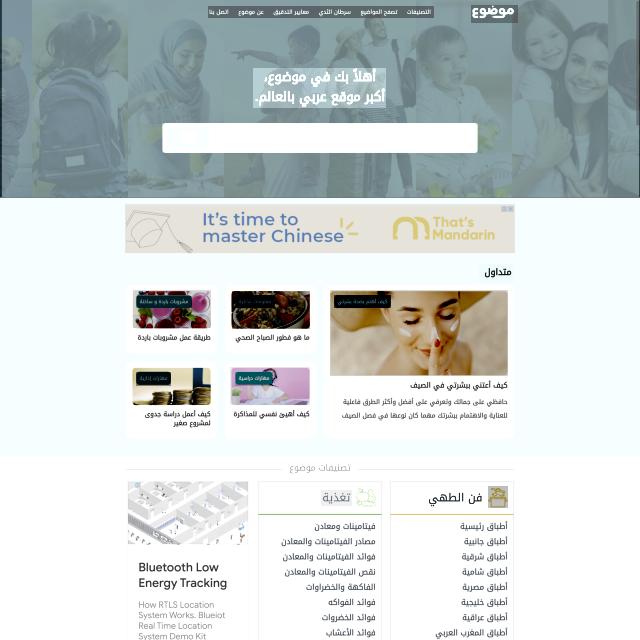 موضوع
التصنيفات
تصفح المواضيع
سرطان الثدي
معايير التدقيق
عن موضوع
اتصل بنا
أهلاً بك في موضوع،
أكبر موقع عربي بالعالم.
It's time to
master Chinese
That's
Mandarin
متداول
كيف أهتم بصحة بشرتي
كيف أعتني ببشرتي في الصيف
حافظي على جمالك وتعرفي على أفضل وأكثر الطرق فاعلية
للعناية والاهتمام ببشرتك مهما كان نوعها في فصل الصيف
ما هو فطور الصباح الصحي
مشروبات باردة و ساخنة
طريقة عمل مشروبات باردة
مهارات دراسية
كيف أهيئ نفسي للمذاكرة
مهارات إدارية
كيف أعمل دراسة جدوى
لمشروع صغير
تصنيفات موضوع
فن الطهي
أطباق رئيسية
أطباق جانبية
أطباق شرقية
أطباق شامية
أطباق مصرية
أطباق خليجية
أطباق عراقية
أطباق المغرب العربي
تغذية
فيتامينات ومعادن
مصادر الفيتامينات والمعادن
فوائد الفيتامينات والمعادن
نقص الفيتامينات والمعادن
الفاكهة والخضراوات
فوائد الفواكه
فوائد الخضروات
فوائد الأعشاب
Bluetooth Low
Energy Tracking
How RTLS Location
System Works. Blueiot
Real Time Location
System Demo Kit